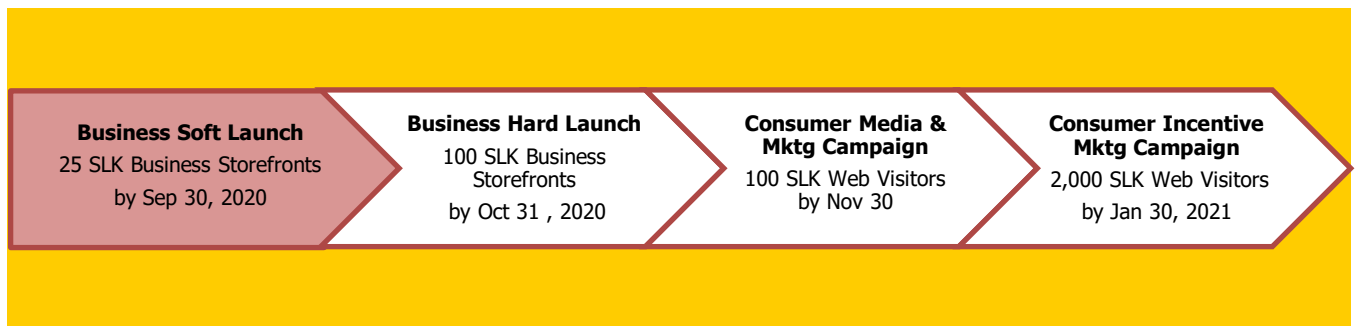 Business Soft Launch
25 SLK Business Storefronts
by Sep 30, 2020
Business Hard Launch
100 SLK Business
Storefronts
by Oct 31 , 2020
Consumer Media &
Mktg Campaign
100 SLK Web Visitors
by Nov 30
Consumer Incentive
Mktg Campaign
2,000 SLK Web Visitors
by Jan 30, 2021